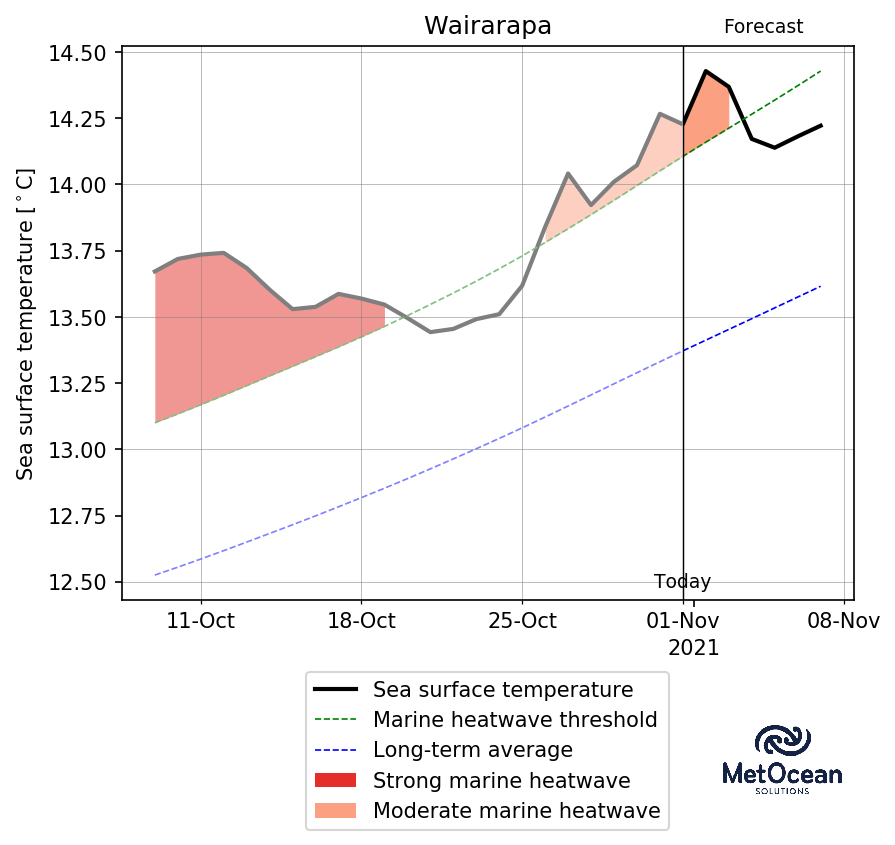 Wairarapa
Forecast
Sea surface temperature [˚C]
14.50
14.25
14.00
13.75
13.50
13.25
13.00
12.75
12.50
Today
11-Oct 18-Oct 25-Oct 01-Nov 08-Nov
2021
Sea surface temperature
Marine heatwave threshold
Long-term average
Strong marine heatwave
Moderate marine heatwave
MetOcean
SOLUTIONS